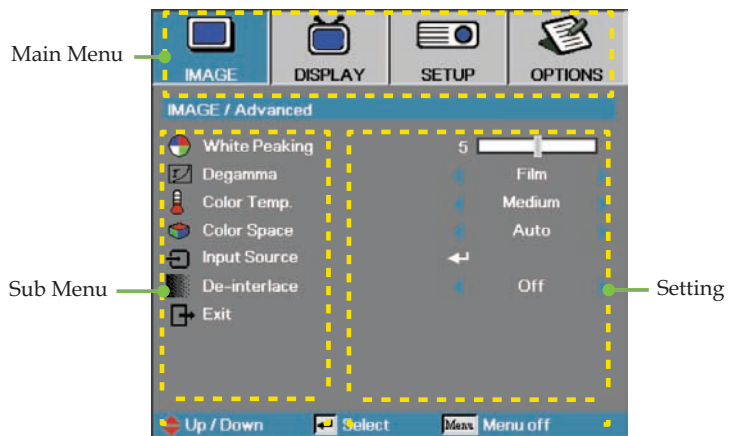 Main Menu
IMAGE DISPLAY SETUP OPTIONS
IMAGE / Advanced
White Peaking 5
Degamma Film
Color Temp. Medium
Color Space Auto
Input Source
Sub Menu
De-interlace Off
Setting
Exit
Up / Down Select Menu Menu off